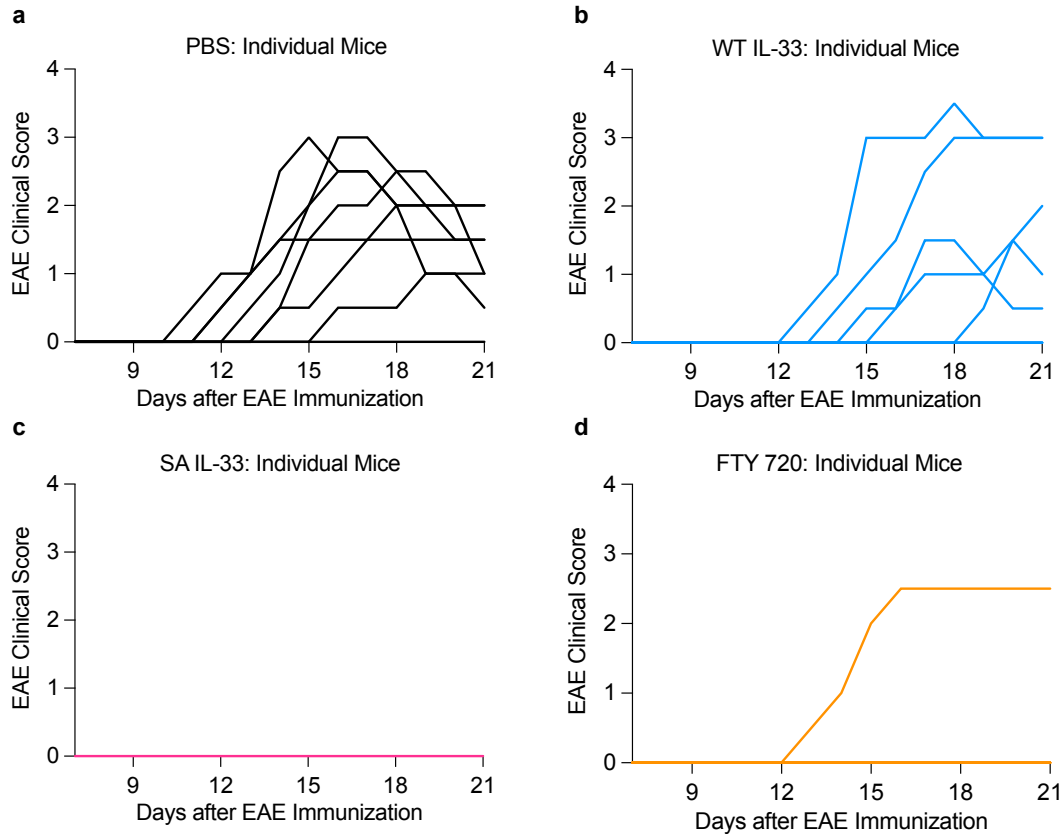 a
PBS: Individual Mice
EAE Clinical Score
4
3
2
1
0
9
12
15
18
21
Days after EAE Immunization
b
WT IL-33: Individual Mice
EAE Clinical Score
4
3
2
1
0
9
12
15
18
21
Days after EAE Immunization
c
SA IL-33: Individual Mice
EAE Clinical Score
4
3
2
1
0
9
12
15
18
21
Days after EAE Immunization
d
FTY 720: Individual Mice
EAE Clinical Score
4
3
2
1
0
9
12
15
18
21
Days after EAE Immunization